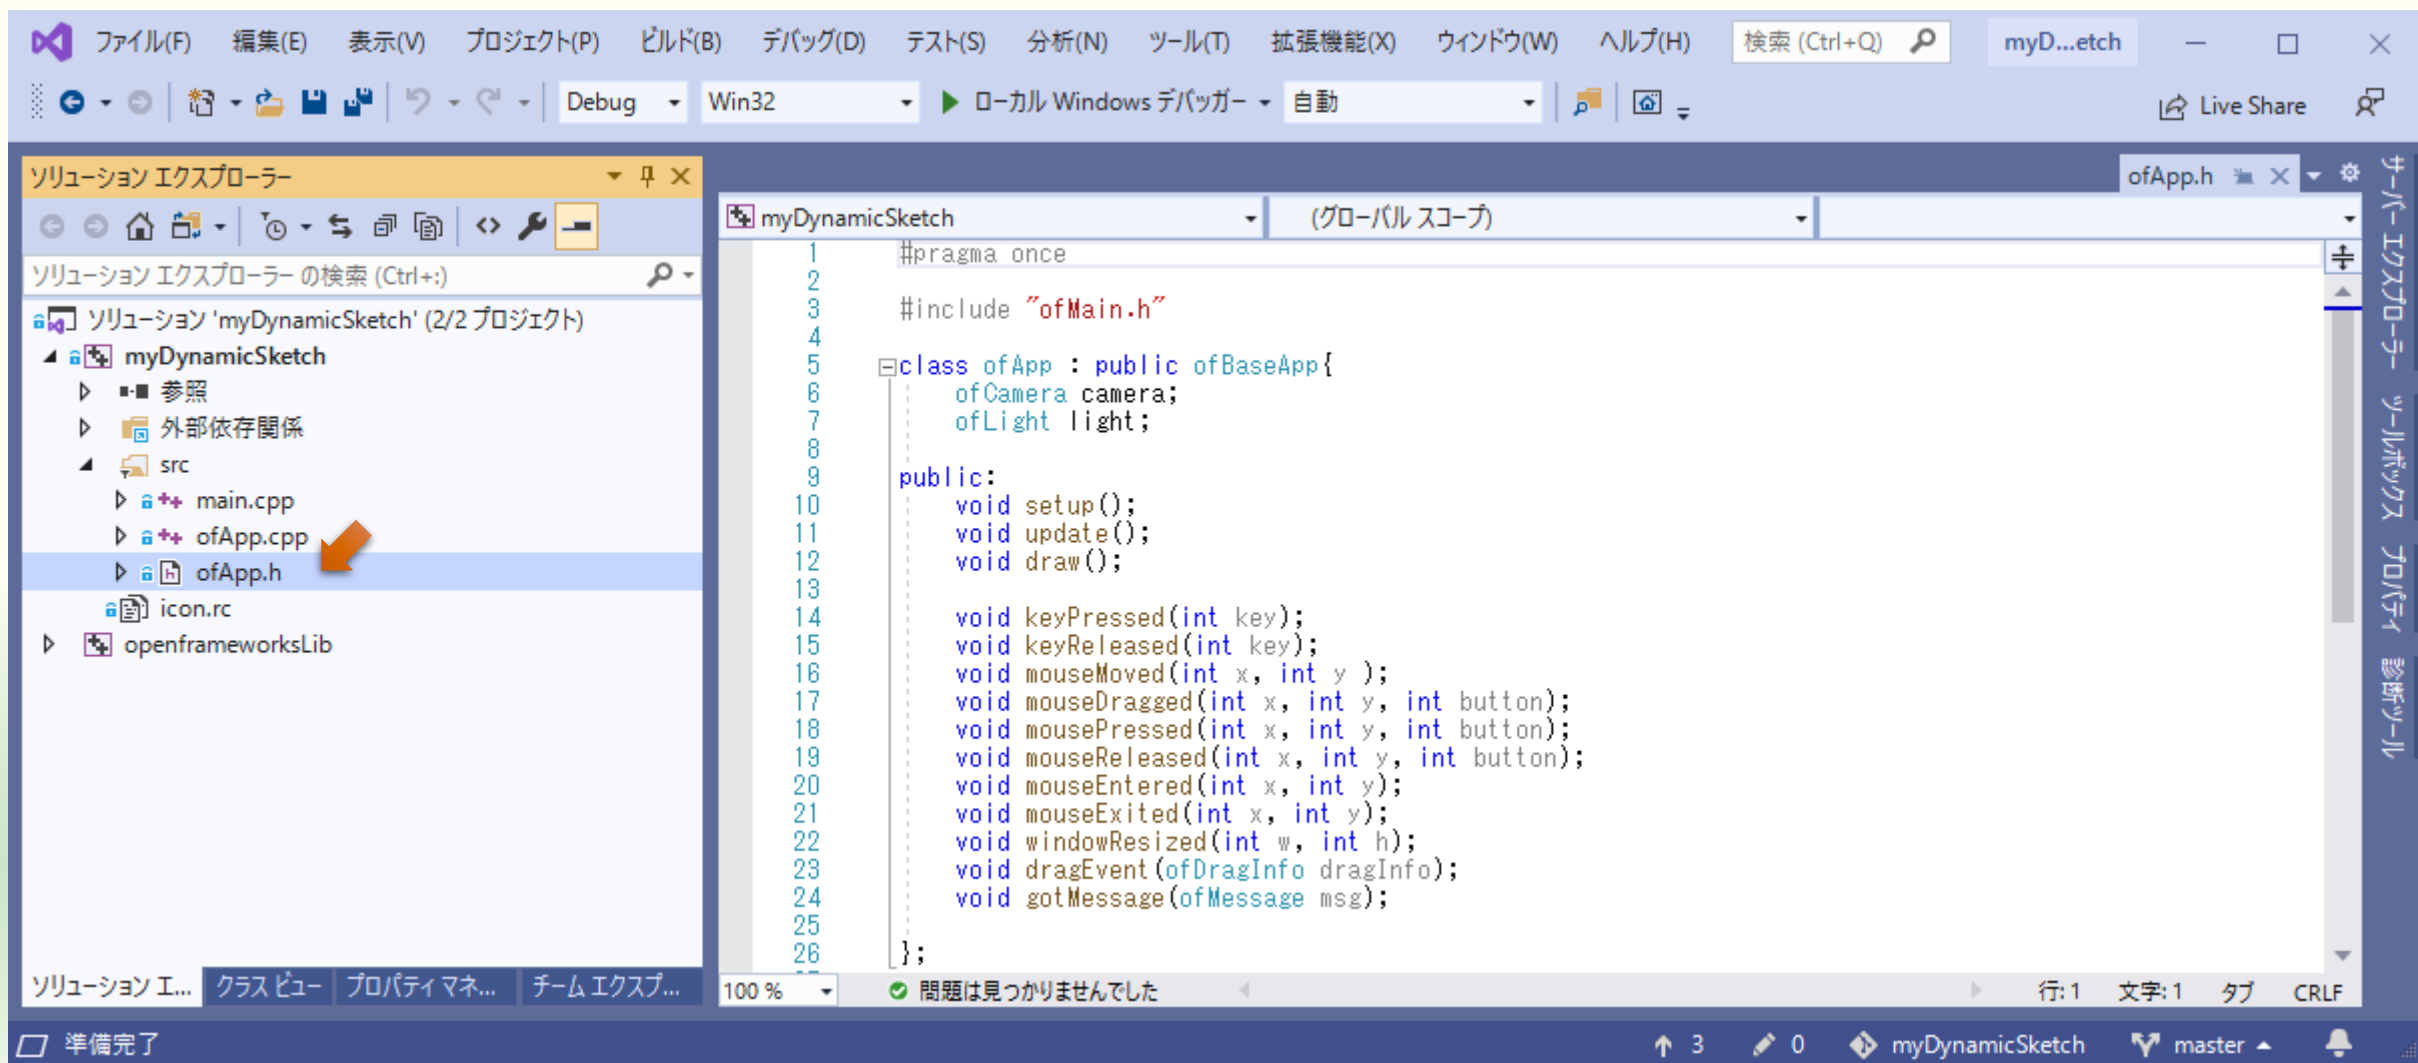 ファイル(F) 編集(E) 表示(V) プロジェクト(P) ビルド(B) デバッグ(D) テスト(S) 分析(N) ツール(T) 拡張機能(X) ウィンドウ(W) ヘルプ(H) 検索 (Ctrl+Q) myD...etch
Debug Win32 ローカル Windows デバッガー 自動 Live Share
ソリューション エクスプローラー
ソリューション エクスプローラー の検索 (Ctrl+:)
ソリューション 'myDynamicSketch' (2/2 プロジェクト)
myDynamicSketch
参照
外部依存関係
src
main.cpp
ofApp.cpp
ofApp.h
icon.rc
openframeworksLib
ソリューション エ... クラス ビュー プロパティ マネ... チーム エクスプ...
ofApp.h
myDynamicSketch (グローバル スコープ)
1 #pragma once
2
3 #include "ofMain.h"
4
5 class ofApp : public ofBaseApp{
6 ofCamera camera;
7 ofLight light;
8
9 public:
10 void setup();
11 void update();
12 void draw();
13
14 void keyPressed(int key);
15 void keyReleased(int key);
16 void mouseMoved(int x, int y );
17 void mouseDragged(int x, int y, int button);
18 void mousePressed(int x, int y, int button);
19 void mouseReleased(int x, int y, int button);
20 void mouseEntered(int x, int y);
21 void mouseExited(int x, int y);
22 void windowResized(int w, int h);
23 void dragEvent(ofDragInfo dragInfo);
24 void gotMessage(ofMessage msg);
25
26 };
100 % 問題は見つかりませんでした 行: 1 文字: 1 タブ CRLF
サーバー エクスプローラー
ツールボックス
プロパティ
診断ツール
準備完了 3 0 myDynamicSketch master